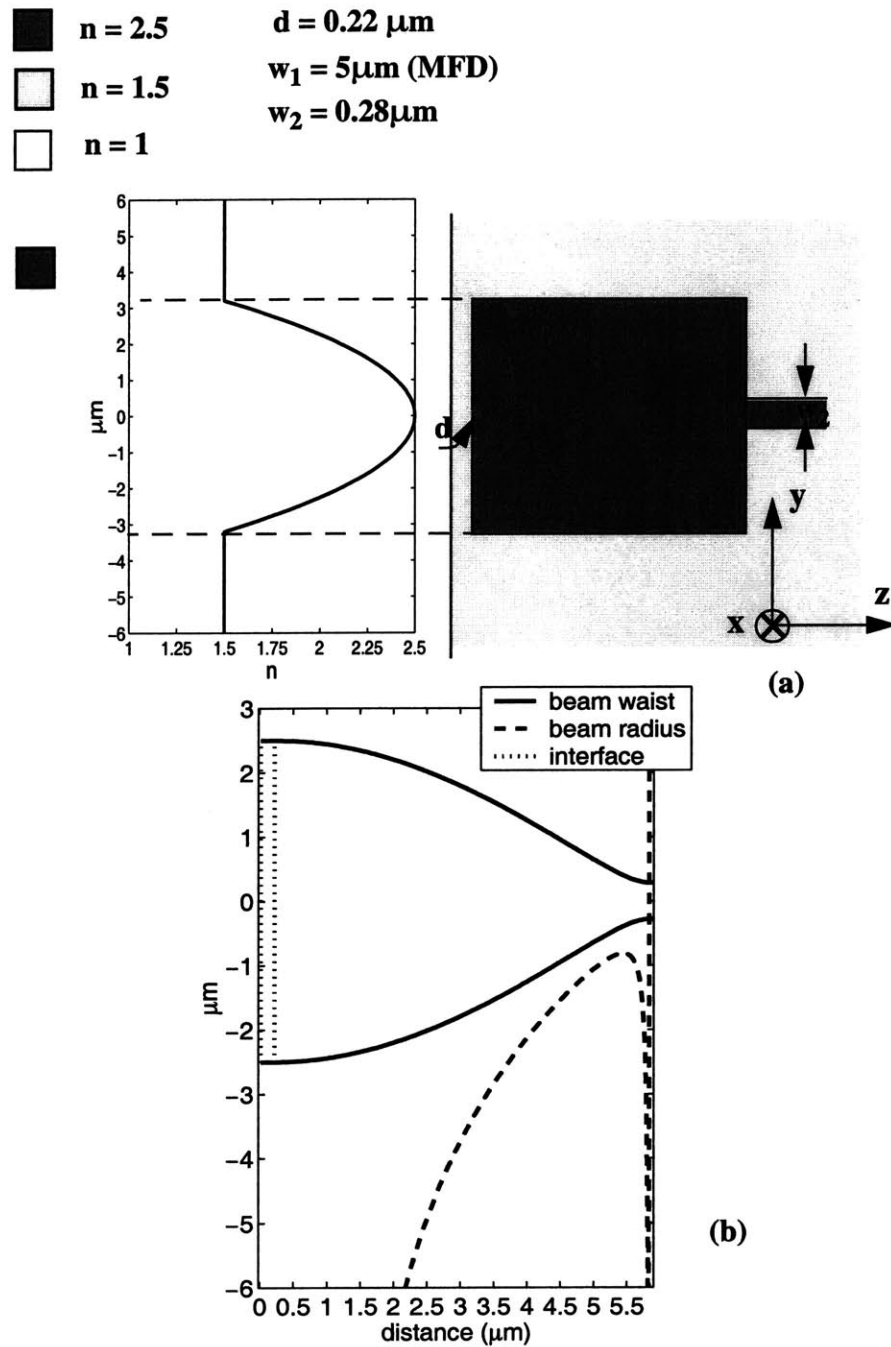 n = 2.5
d = 0.22 μm
n = 1.5
w1 = 5μm (MFD)
w2 = 0.28μm
n = 1
6
5
4
3
2
1
0
−1
−2
−3
−4
−5
−6
μm
1 1.25 1.5 1.75 2 2.25 2.5
n
d
y
z
x
(a)
beam waist
beam radius
interface
3
2
1
0
−1
−2
−3
−4
−5
−6
μm
0 0.5 1 1.5 2 2.5 3 3.5 4 4.5 5 5.5
distance (μm)
(b)